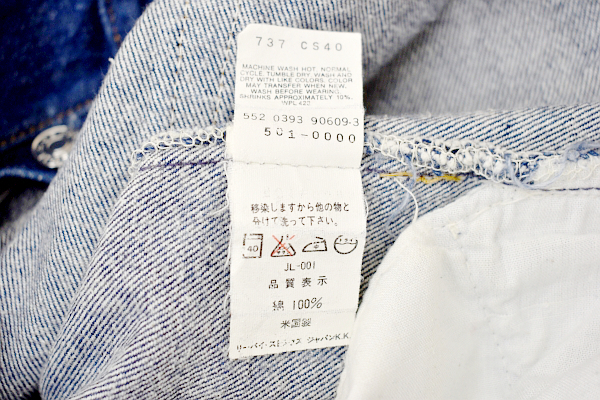 737 CS40
MACHINE WASH HOT, NORMAL
CYCLE. TUMBLE DRY. WASH AND
DRY WITH LIKE COLORS. COLOR
MAY TRANSFER WHEN NEW.
WASH BEFORE WEARING.
SHRINKS APPROXIMATELY 10%.
WPL 423
552 0393 90609-3
501-0000
移染しますから他の物と
分けて洗って下さい。
40
JL-001
品質表示
綿 100%
米国製
リーバイ・ストラウス ジャパンK.K.